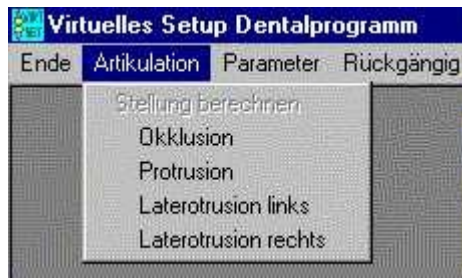 Virtuelles Setup Dentalprogramm
Ende Artikulation Parameter Rückgängig
Stellung berechnen
Okklusion
Protrusion
Laterotrusion links
Laterotrusion rechts